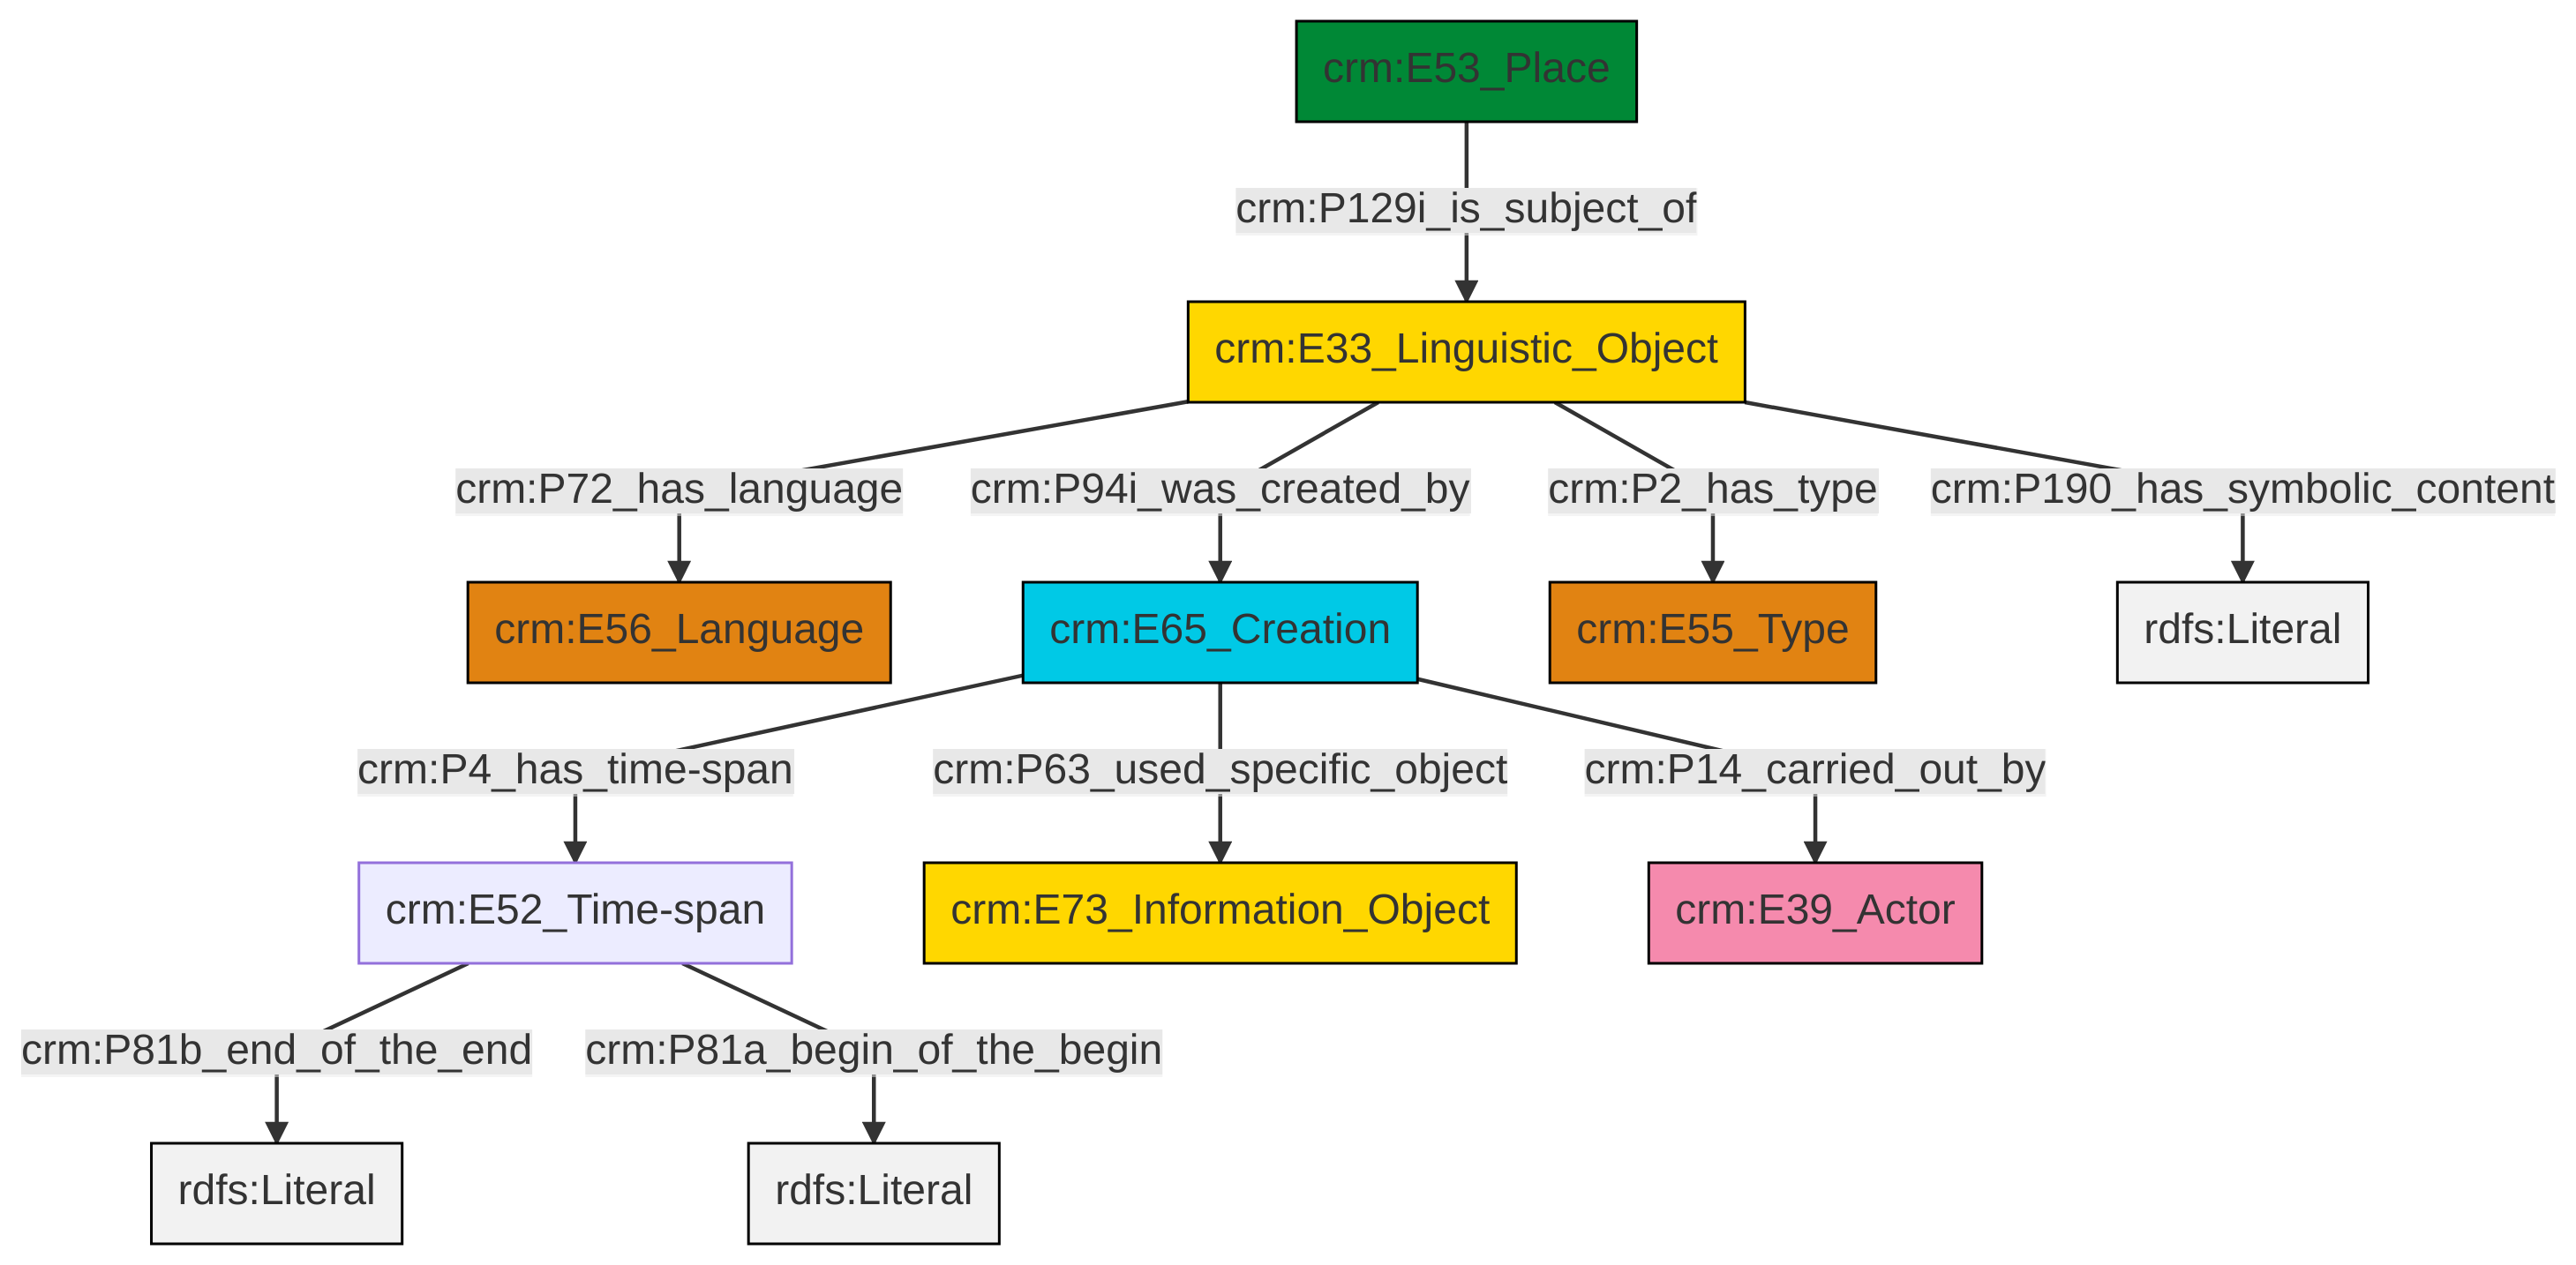 crm:E53_Place
crm:P129i_is_subject_of
crm:E33_Linguistic_Object
crm:P72_has_language
crm:P94i_was_created_by
crm:P2_has_type
crm:P190_has_symbolic_content
crm:E56_Language
crm:E65_Creation
crm:E55_Type
rdfs:Literal
crm:P4_has_time-span
crm:P63_used_specific_object
crm:P14_carried_out_by
crm:E52_Time-span
crm:E73_Information_Object
crm:E39_Actor
crm:P81b_end_of_the_end
crm:P81a_begin_of_the_begin
rdfs:Literal
rdfs:Literal